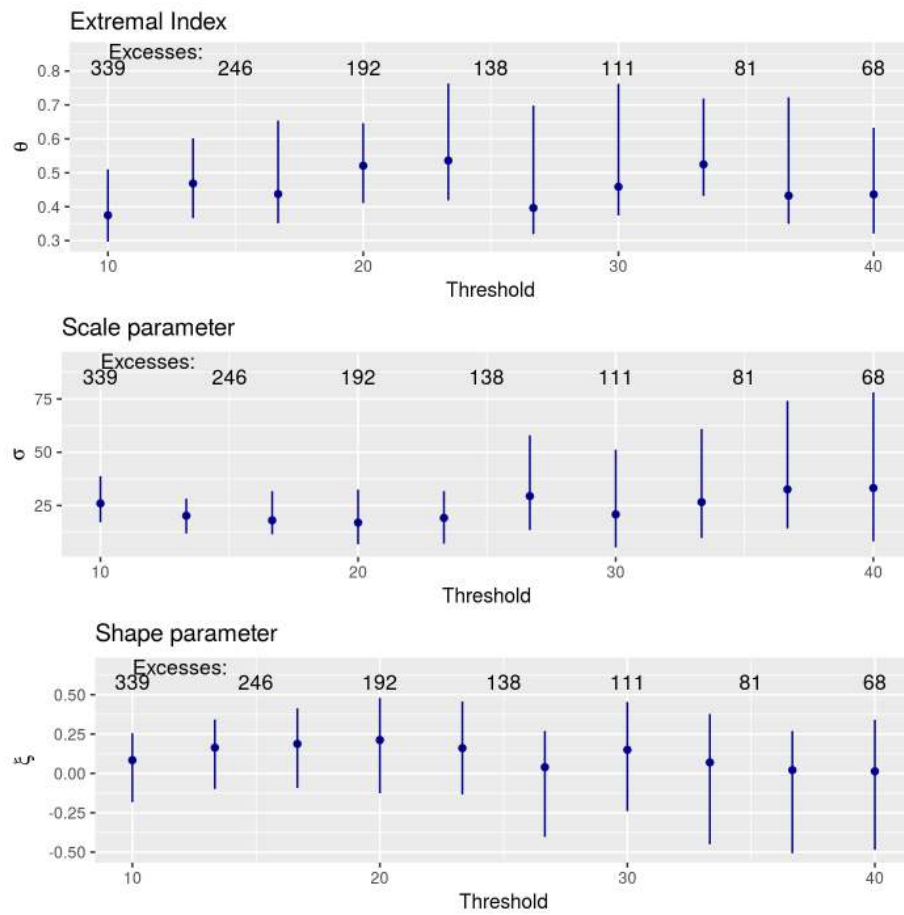 Extremal Index
Excesses:
339 246 192 138 111 81 68
0.8
0.7
0.6
0.5
0.4
0.3
θ
10 20 30 40
Threshold
Scale parameter
Excesses:
339 246 192 138 111 81 68
75
50
25
σ
10 20 30 40
Threshold
Shape parameter
Excesses:
339 246 192 138 111 81 68
0.50
0.25
0.00
-0.25
-0.50
ξ
10 20 30 40
Threshold